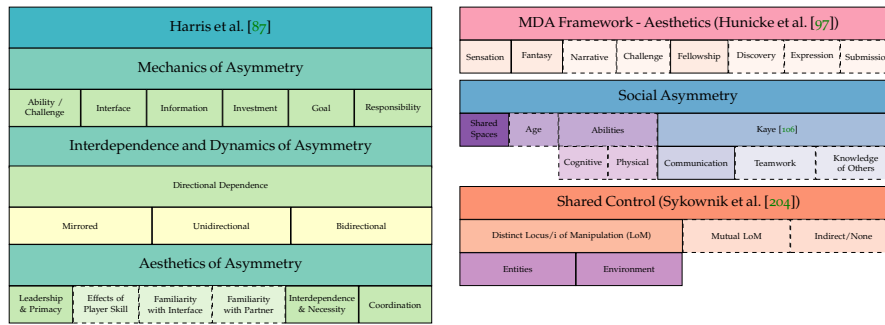 Harris et al. [87]
Mechanics of Asymmetry
Ability /
Challenge
Interface
Information
Investment
Goal
Responsibility
Interdependence and Dynamics of Asymmetry
Directional Dependence
Mirrored
Unidirectional
Bidirectional
Aesthetics of Asymmetry
Leadership
& Primacy
Effects of
Player Skill
Familiarity
with Interface
Familiarity
with Partner
Interdependence
& Necessity
Coordination
MDA Framework - Aesthetics (Hunicke et al. [97])
Sensation
Fantasy
Narrative
Challenge
Fellowship
Discovery
Expression
Submission
Social Asymmetry
Shared
Spaces
Age
Abilities
Kaye [106]
Cognitive
Physical
Communication
Teamwork
Knowledge
of Others
Shared Control (Sykownik et al. [204])
Distinct Locus/i of Manipulation (LoM)
Mutual LoM
Indirect/None
Entities
Environment